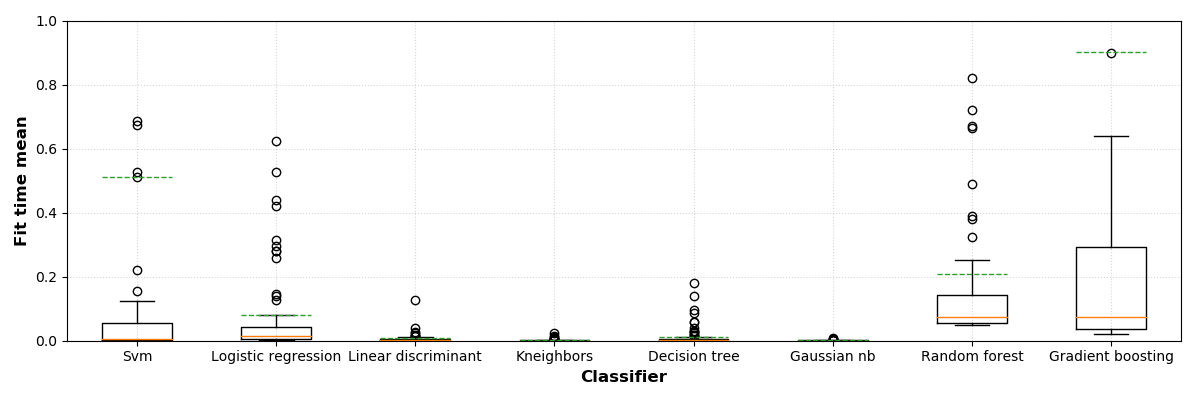 1.0
0.8
0.6
0.4
0.2
0.0
Fit time mean
Svm Logistic regression Linear discriminant Kneighbors Decision tree Gaussian nb Random forest Gradient boosting
Classifier